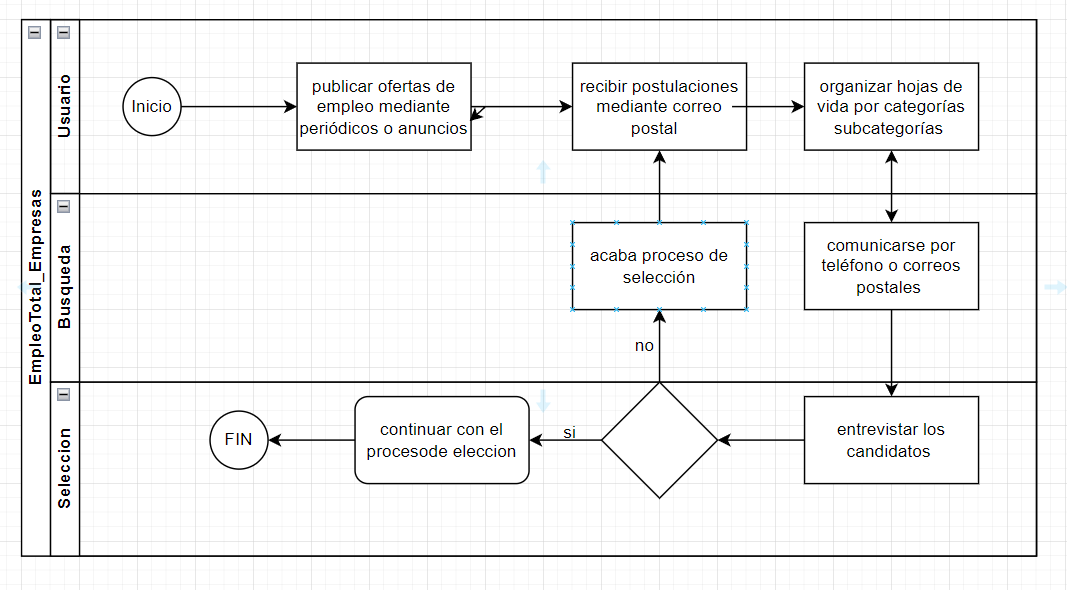 EmpleoTotal_Empresas
Usuario
Inicio
publicar ofertas de
empleo mediante
periódicos o anuncios
recibir postulaciones
mediante correo
postal
organizar hojas de
vida por categorías
subcategorías
Busqueda
acaba proceso de
selección
comunicarse por
teléfono o correos
postales
no
Seleccion
FIN
continuar con el
procesode eleccion
si
entrevistar los
candidatos